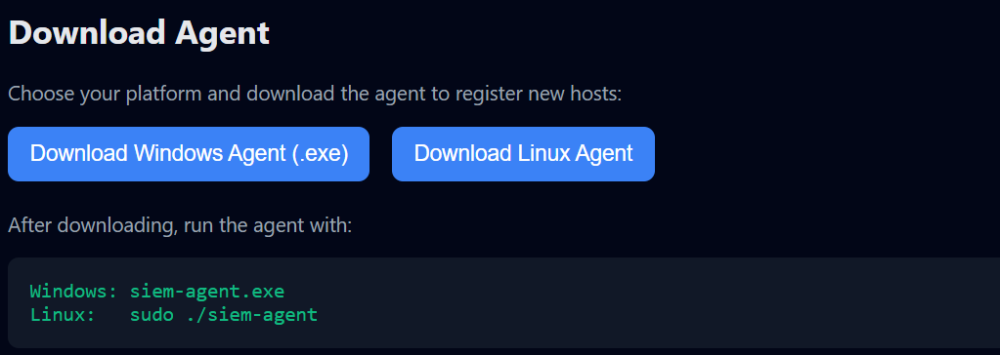 Download Agent
Choose your platform and download the agent to register new hosts:
Download Windows Agent (.exe) Download Linux Agent
After downloading, run the agent with:
Windows: siem-agent.exe
Linux:   sudo ./siem-agent